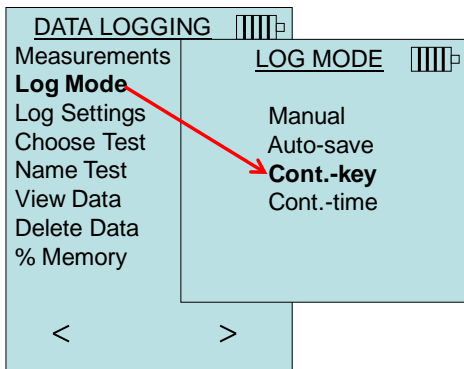 DATA LOGGING
Measurements
Log Mode
Log Settings
Choose Test
Name Test
View Data
Delete Data
% Memory
< >
LOG MODE
Manual
Auto-save
Cont.-key
Cont.-time